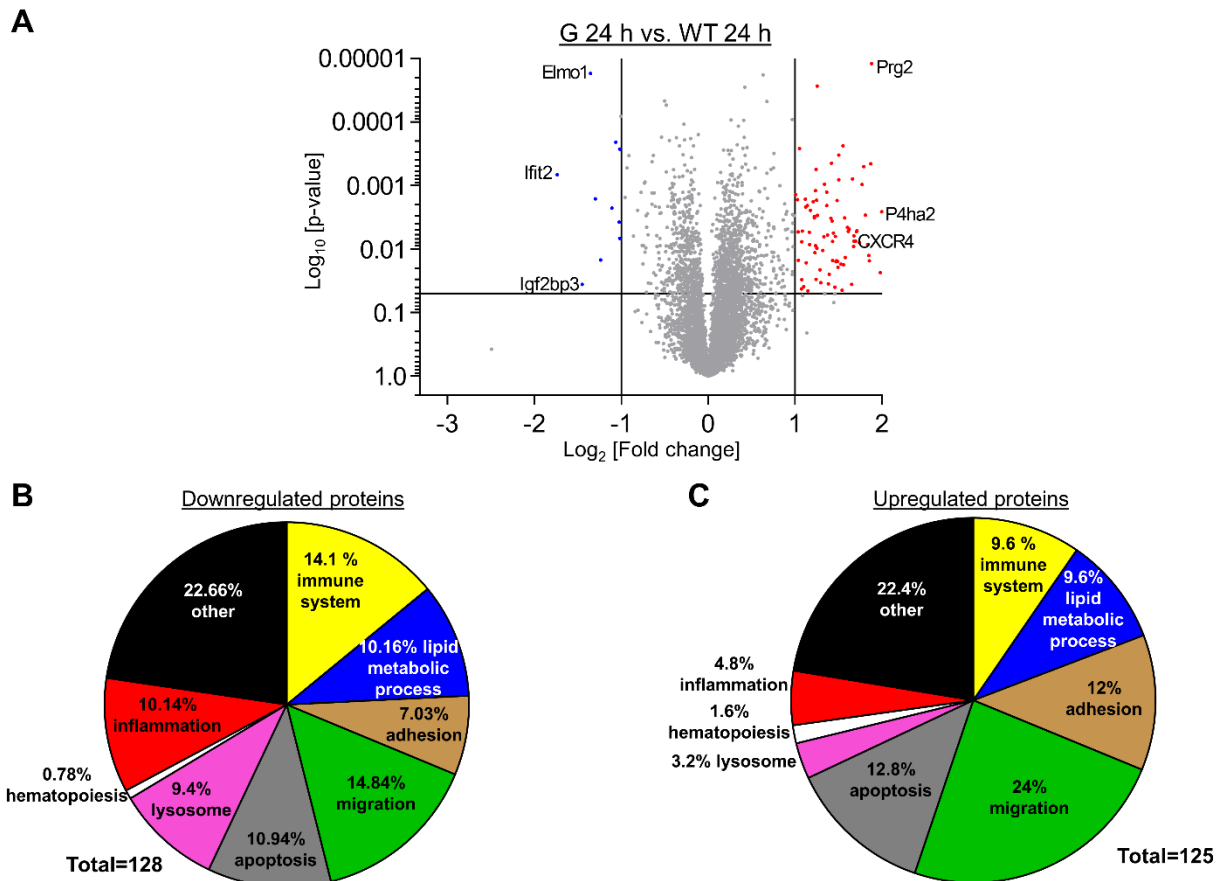 A
G 24 h vs. WT 24 h
0.00001
0.0001
0.001
0.01
0.1
1.0
Log10 [p-value]
Elmo1
Prg2
Ifit2
P4ha2
CXCR4
Igf2bp3
-3
-2
-1
0
1
2
Log2 [Fold change]
B
Downregulated proteins
14.1 %
immune
system
10.16% lipid
metabolic
process
7.03%
adhesion
14.84%
migration
10.94%
apoptosis
9.4%
lysosome
0.78%
hematopoiesis
10.14%
inflammation
22.66%
other
Total=128
C
Upregulated proteins
9.6 %
immune
system
9.6%
lipid
metabolic
process
12%
adhesion
24%
migration
12.8%
apoptosis
3.2% lysosome
1.6%
hematopoiesis
4.8%
inflammation
22.4%
other
Total=125